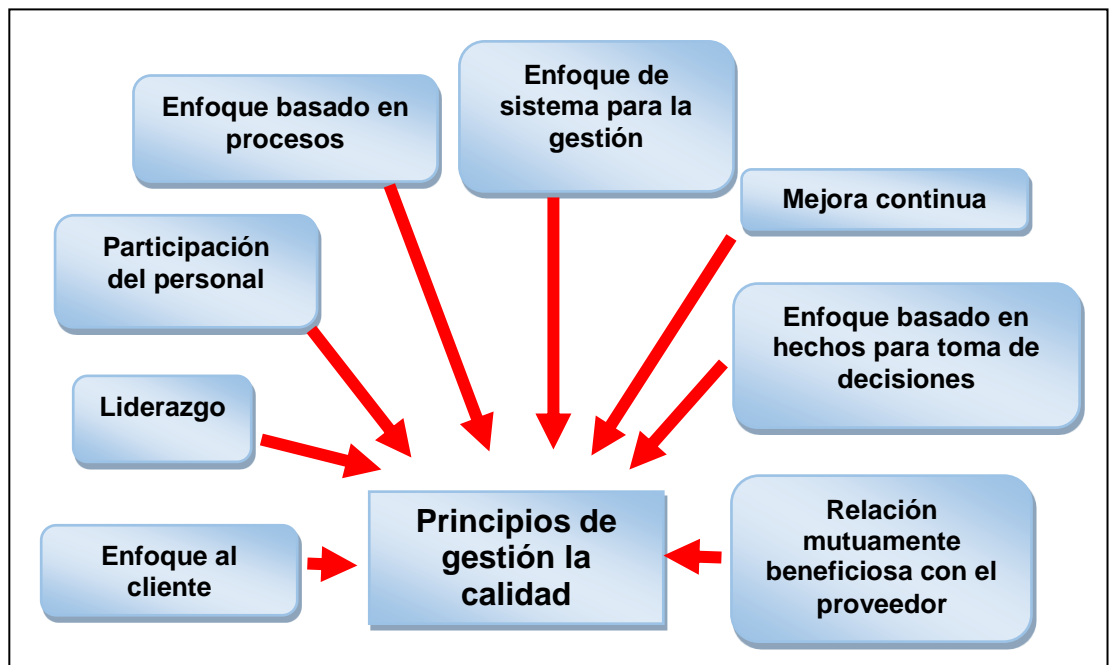 Enfoque de
sistema para la
gestión
Enfoque basado en
procesos
Mejora continua
Participación
del personal
Enfoque basado en
hechos para toma de
decisiones
Liderazgo
Principios de
gestión la
calidad
Relación
mutuamente
beneficiosa con el
proveedor
Enfoque al
cliente